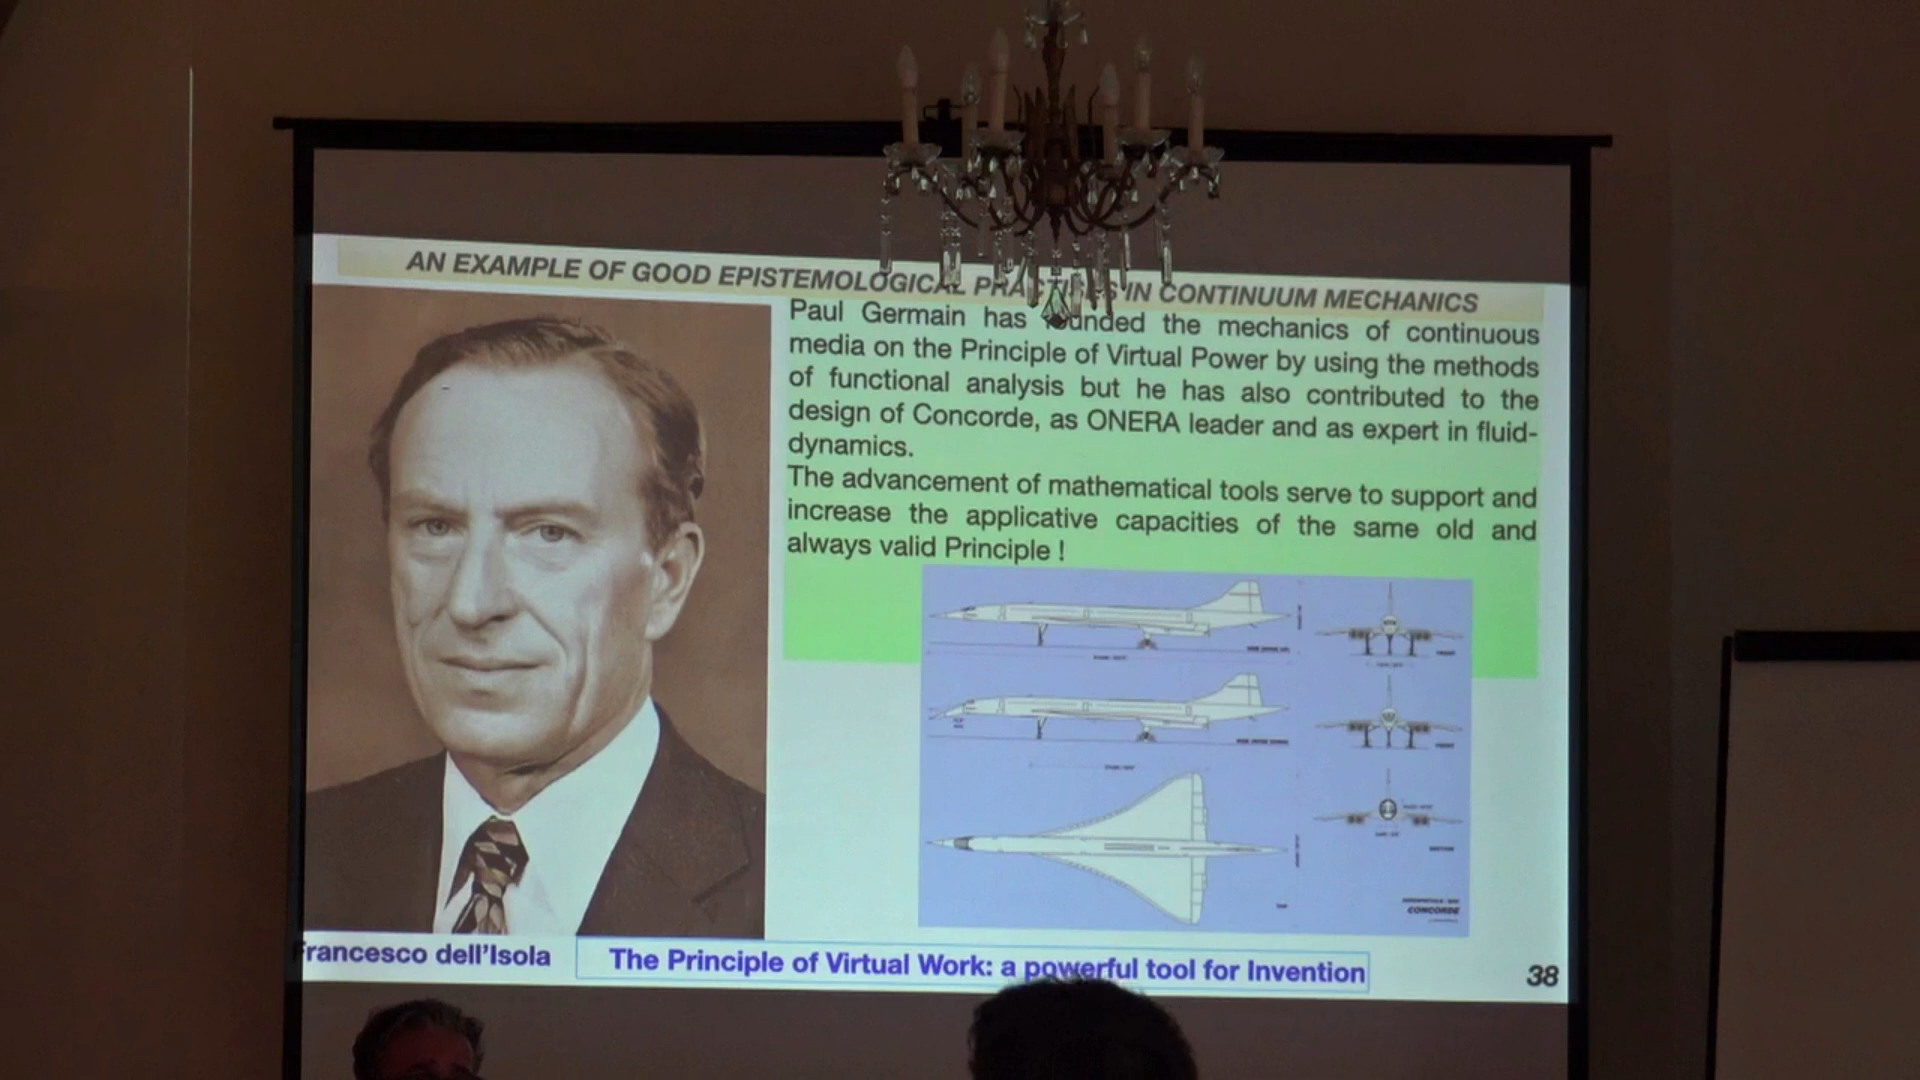 AN EXAMPLE OF GOOD EPISTEMOLOGICAL PRACTICES IN CONTINUUM MECHANICS
Paul Germain has founded the mechanics of continuous
media on the Principle of Virtual Power by using the methods
of functional analysis but he has also contributed to the
design of Concorde, as ONERA leader and as expert in fluid-
dynamics.
The advancement of mathematical tools serve to support and
increase the applicative capacities of the same old and
always valid Principle !
CONCORDE
Francesco dell'Isola
The Principle of Virtual Work: a powerful tool for Invention
38